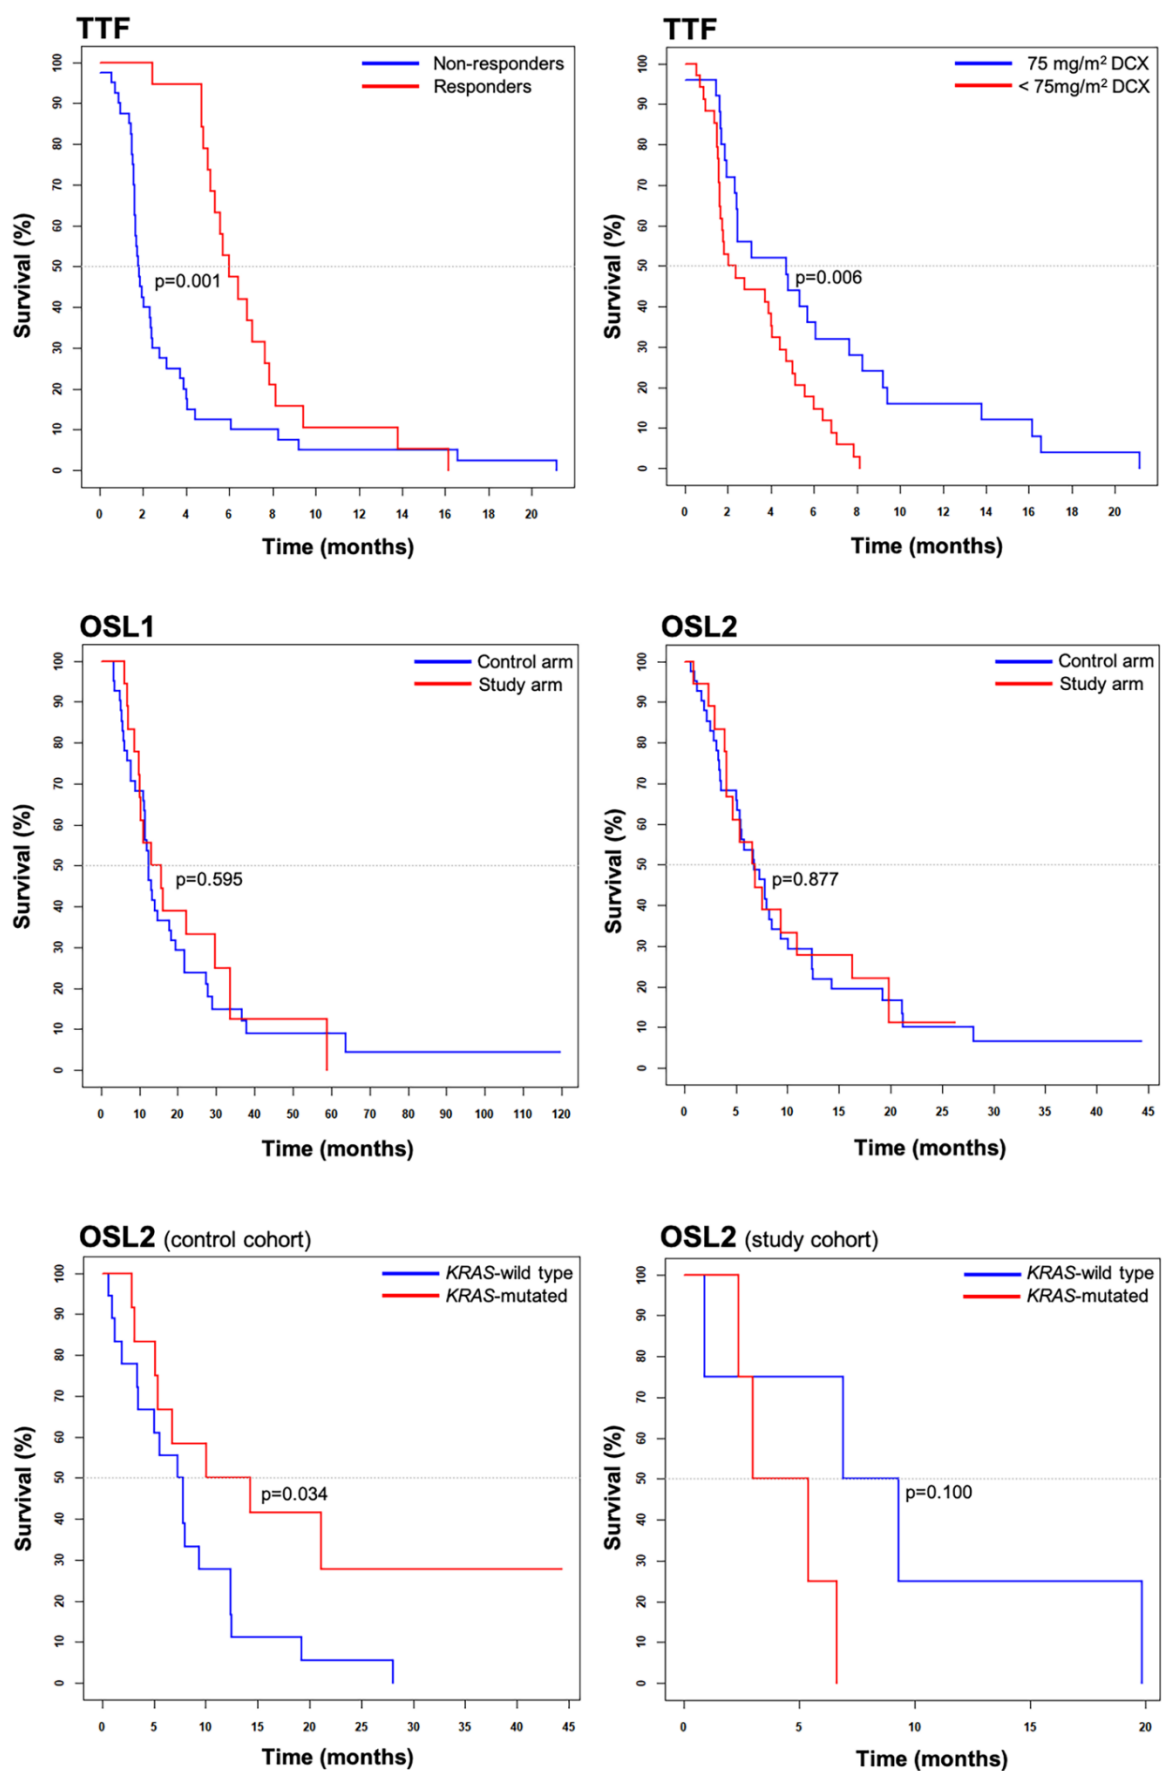 TTF
Non-responders
Responders
Survival (%)
100
90
80
70
60
50
40
30
20
10
0
p=0.001
0 2 4 6 8 10 12 14 16 18 20
Time (months)
TTF
75 mg/m² DCX
< 75mg/m² DCX
Survival (%)
100
90
80
70
60
50
40
30
20
10
0
p=0.006
0 2 4 6 8 10 12 14 16 18 20
Time (months)
OSL1
Control arm
Study arm
Survival (%)
100
90
80
70
60
50
40
30
20
10
0
p=0.595
0 10 20 30 40 50 60 70 80 90 100 110 120
Time (months)
OSL2
Control arm
Study arm
Survival (%)
100
90
80
70
60
50
40
30
20
10
0
p=0.877
0 5 10 15 20 25 30 35 40 45
Time (months)
OSL2 (control cohort)
KRAS-wild type
KRAS-mutated
Survival (%)
100
90
80
70
60
50
40
30
20
10
0
p=0.034
0 5 10 15 20 25 30 35 40 45
Time (months)
OSL2 (study cohort)
KRAS-wild type
KRAS-mutated
Survival (%)
100
90
80
70
60
50
40
30
20
10
0
p=0.100
0 5 10 15 20
Time (months)